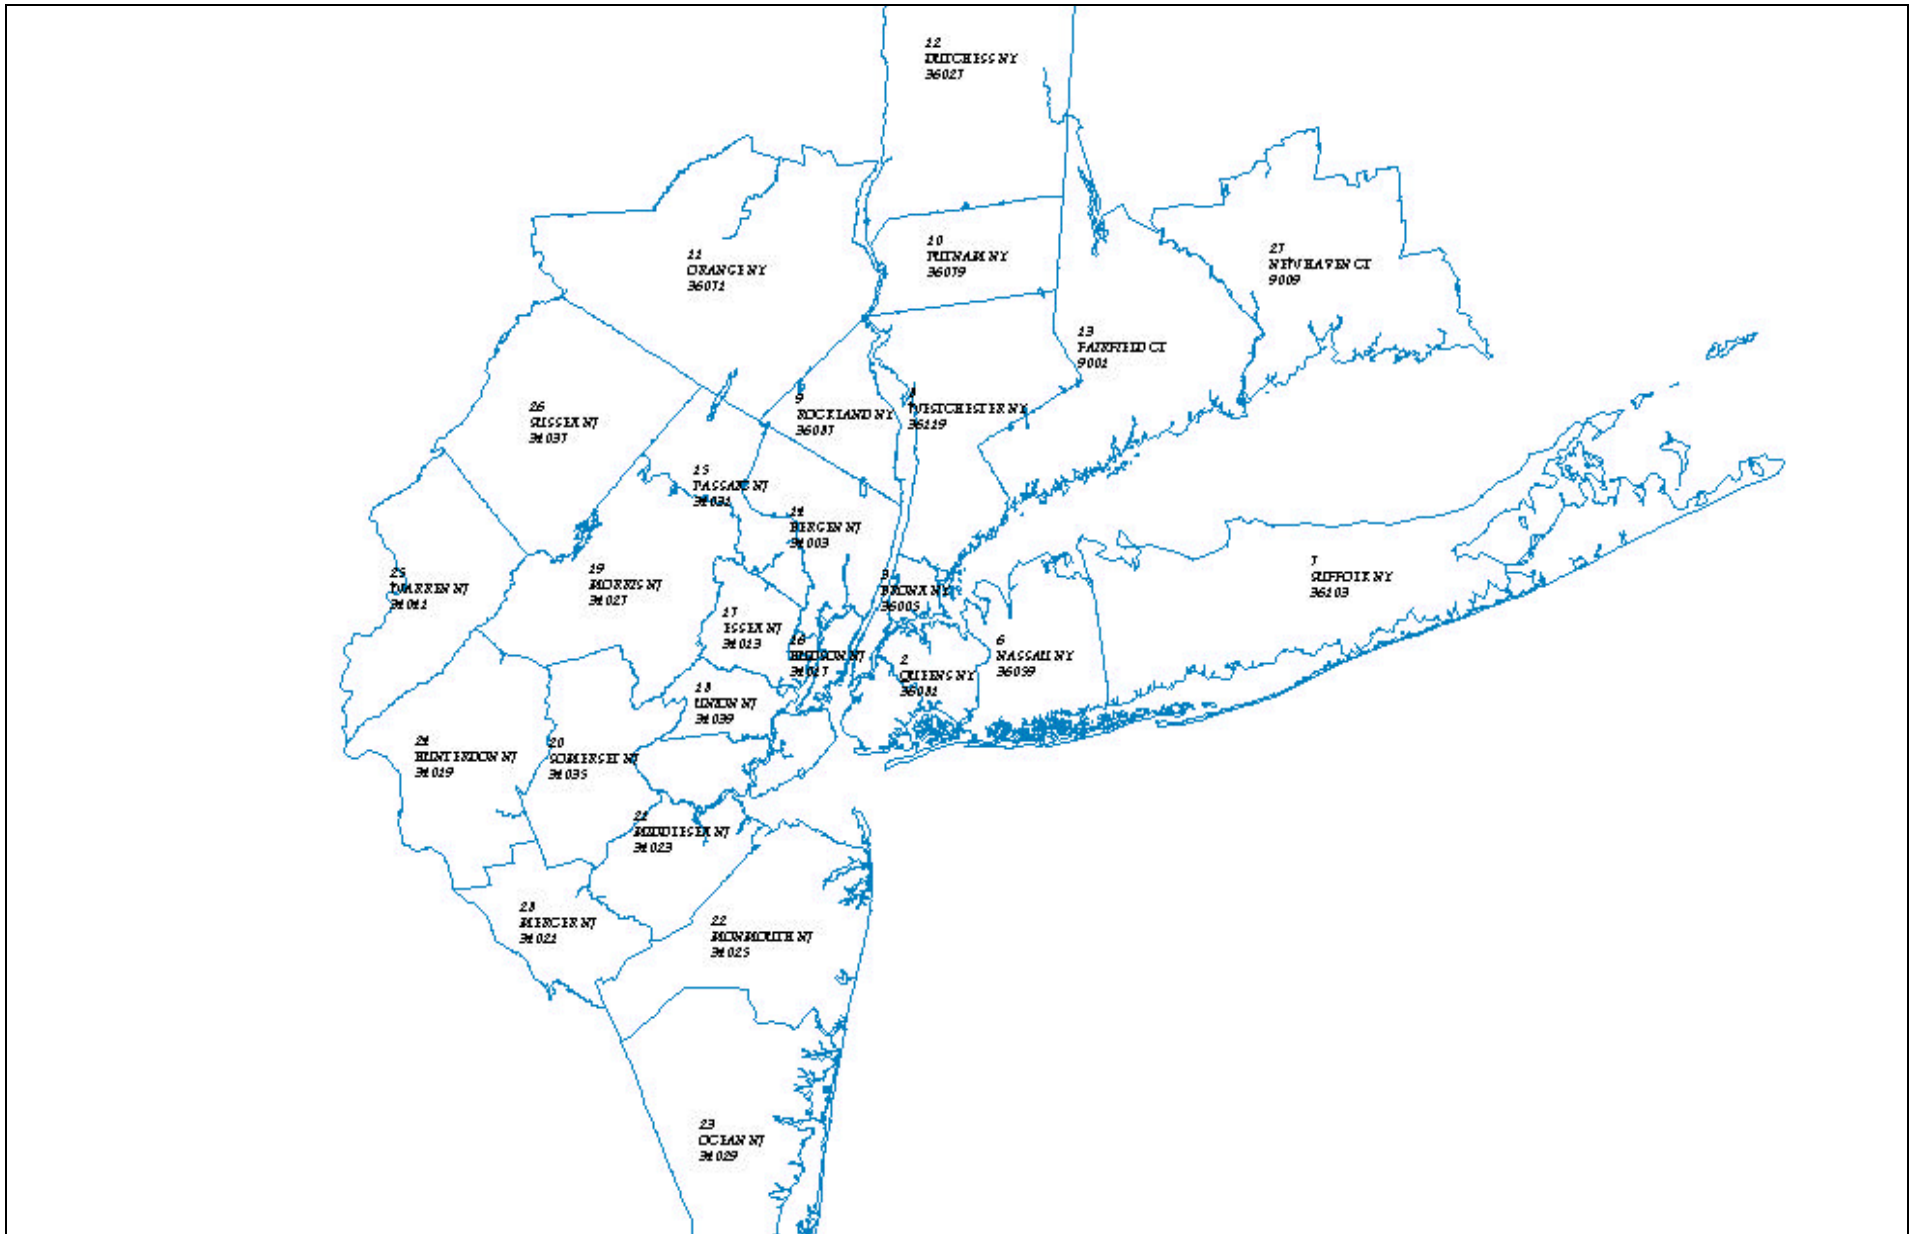 12
DUTCHESS NY
36027
10
PUTNAM NY
36079
11
ORANGE NY
36071
27
NEW HAVEN CT
9009
13
FAIRFIELD CT
9001
9
ROCKLAND NY
36087
WESTCHESTER NY
36119
26
SUSSEX NJ
34037
15
PASSAIC NJ
34031
14
BERGEN NJ
34003
25
WARREN NJ
34041
19
MORRIS NJ
34027
BRONX NY
36005
7
SUFFOLK NY
36103
17
ESSEX NJ
34013
16
HUDSON NJ
34017
2
QUEENS NY
36081
6
NASSAU NY
36059
18
UNION NJ
34039
24
HUNTERDON NJ
34019
20
SOMERSET NJ
34035
21
MIDDLESEX NJ
34023
28
MERCER NJ
34021
22
MONMOUTH NJ
34025
23
OCEAN NJ
34029